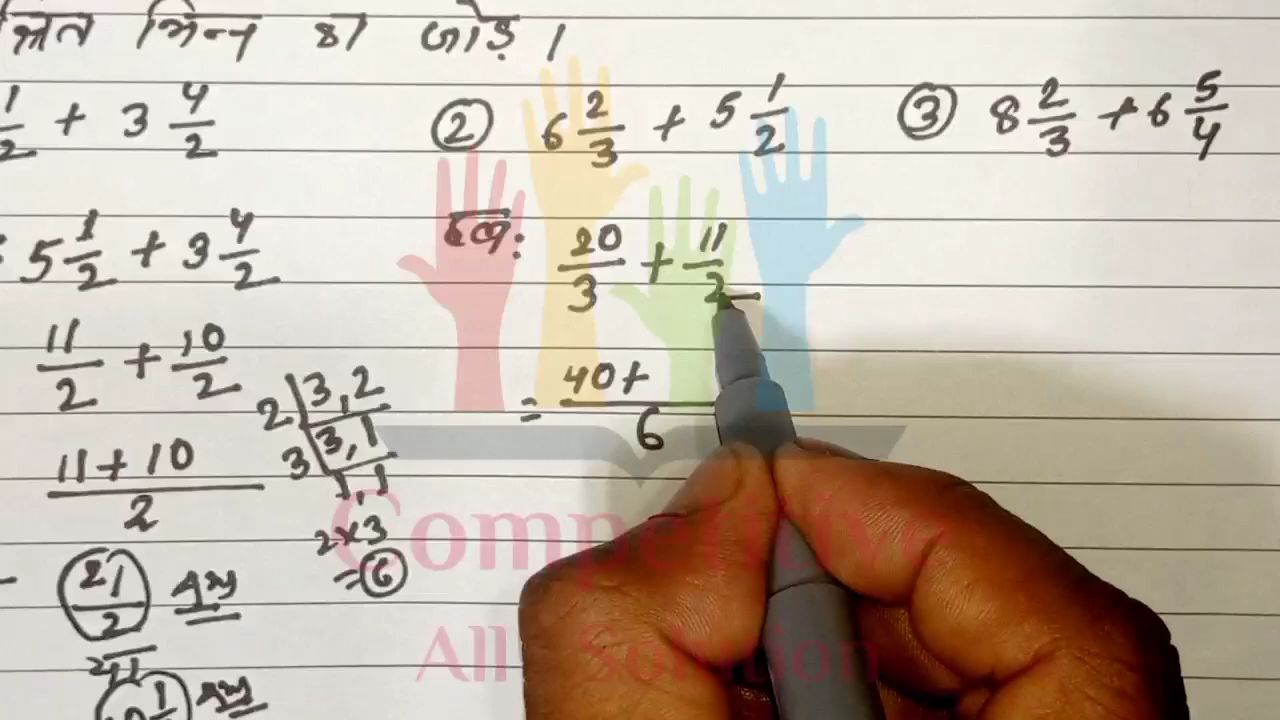 मिश्रित भिन्न का जोड़ ।
1/2 + 3 4/2
② 6 2/3 + 5 1/2
③ 8 2/3 + 6 5/4
5 1/2 + 3 4/2
11/2 + 10/2
11 + 10 / 2
21/2
2 | 3, 2
3 | 3, 1
1, 1
2 × 3
= 6
हल :
20/3 + 11/2
= 40 + / 6
Competitive
All Solution